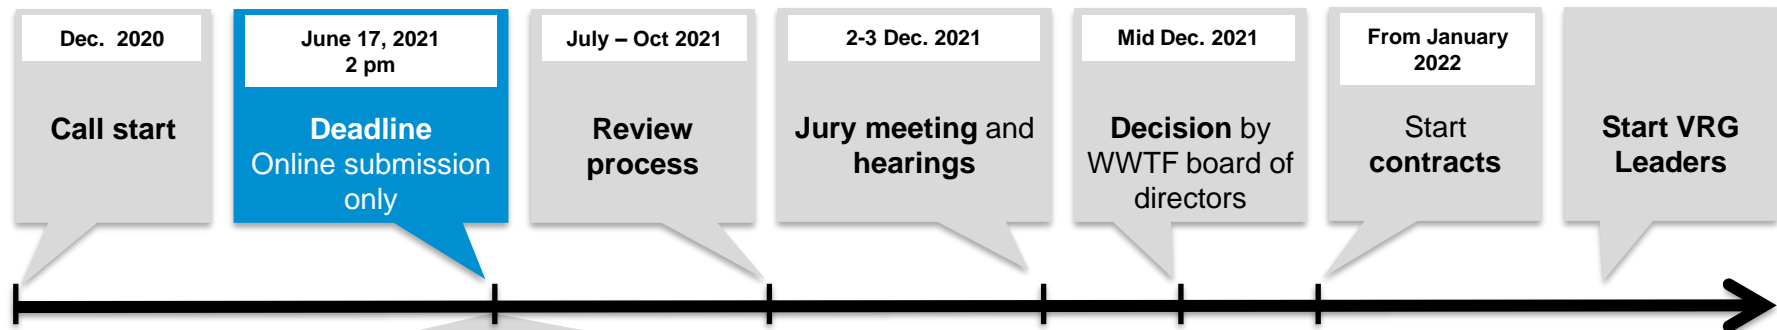 Dec. 2020
Call start
June 17, 2021
2 pm
Deadline
Online submission
only
July – Oct 2021
Review
process
2-3 Dec. 2021
Jury meeting and
hearings
Mid Dec. 2021
Decision by
WWTF board of
directors
From January
2022
Start
contracts
Start VRG
Leaders